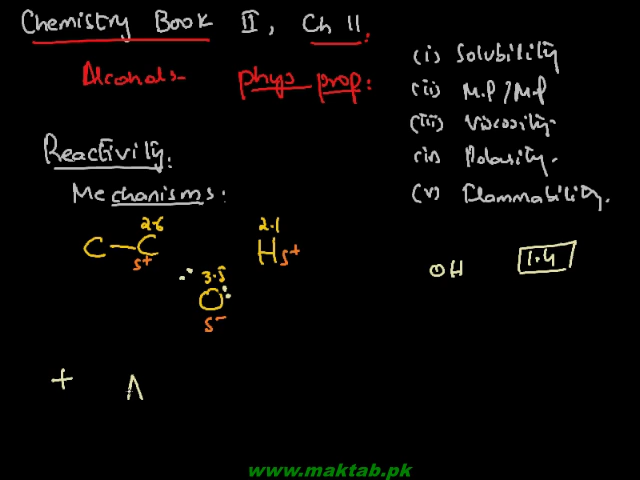 Chemistry Book II, Ch 11.
Alcohols- phys prop:
(i) Solubility
(ii) M.P / M.P
(iii) Viscosity.
(iv) Polarity.
(v) Flammability.
Reactivity.
Mechanisms:
2.6 2.1
C — C H
δ+ δ+
3.5
O
δ-
OH 1.4
+ Λ
www.maktab.pk